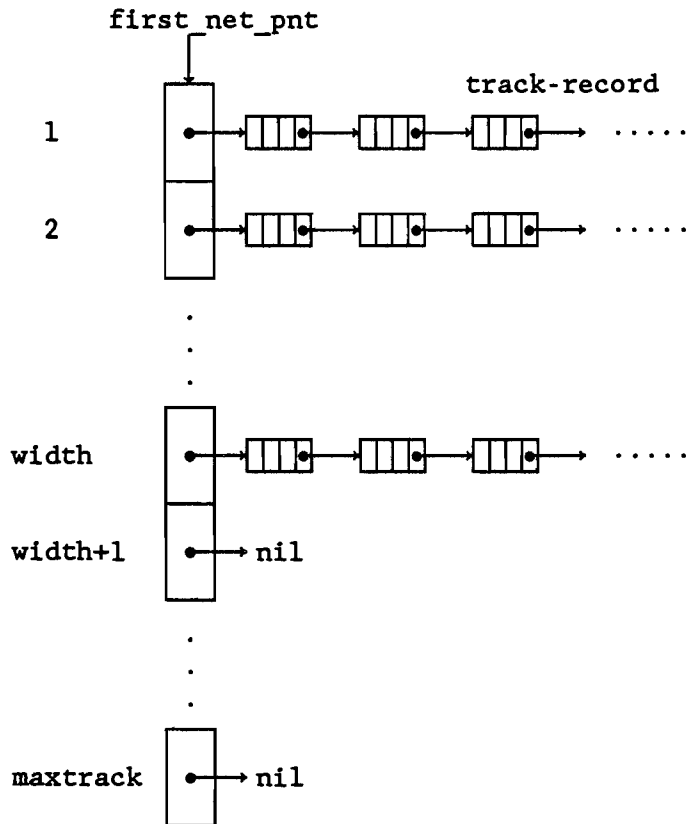 first_net_pnt
track-record
1 · · · · ·
2 · · · · ·
width · · · · ·
width+1 nil
maxtrack nil